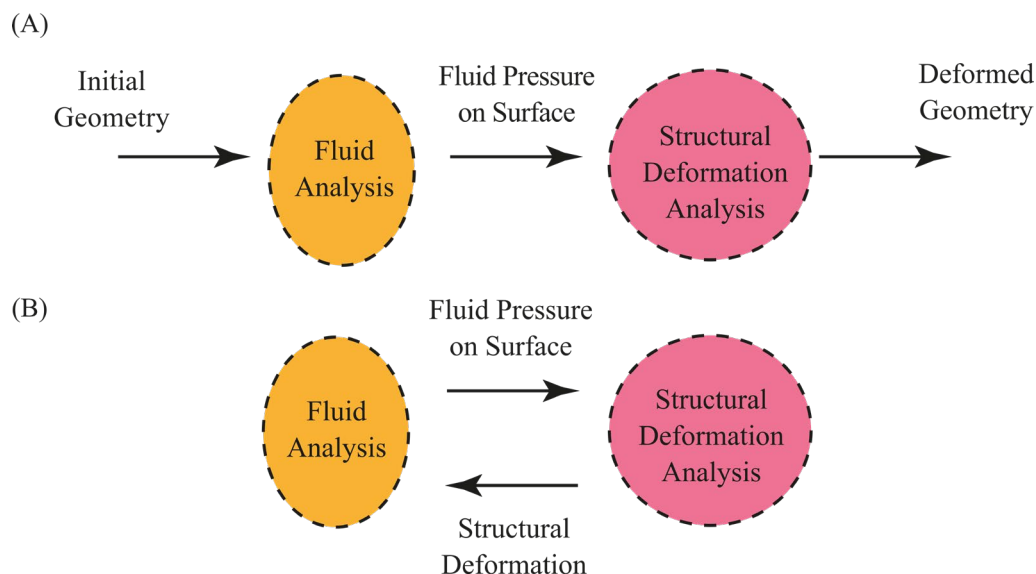 (A)
Initial
Geometry
Fluid
Analysis
Fluid Pressure
on Surface
Structural
Deformation
Analysis
Deformed
Geometry
(B)
Fluid
Analysis
Fluid Pressure
on Surface
Structural
Deformation
Analysis
Structural
Deformation